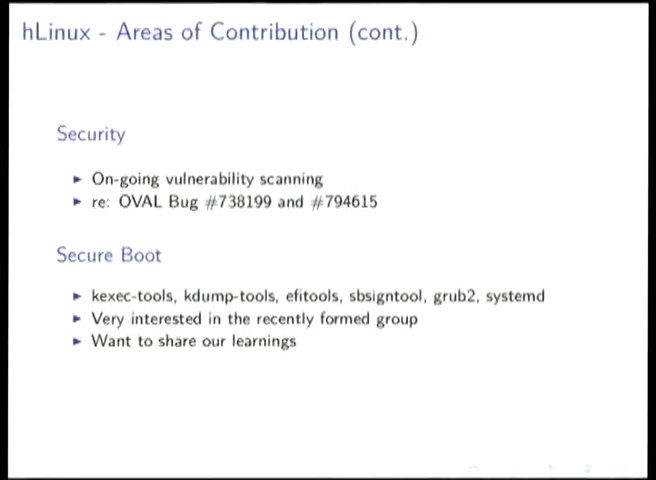 hLinux - Areas of Contribution (cont.)
Security
► On-going vulnerability scanning
► re: OVAL Bug #738199 and #794615
Secure Boot
► kexec-tools, kdump-tools, efitools, sbsigntool, grub2, systemd
► Very interested in the recently formed group
► Want to share our learnings